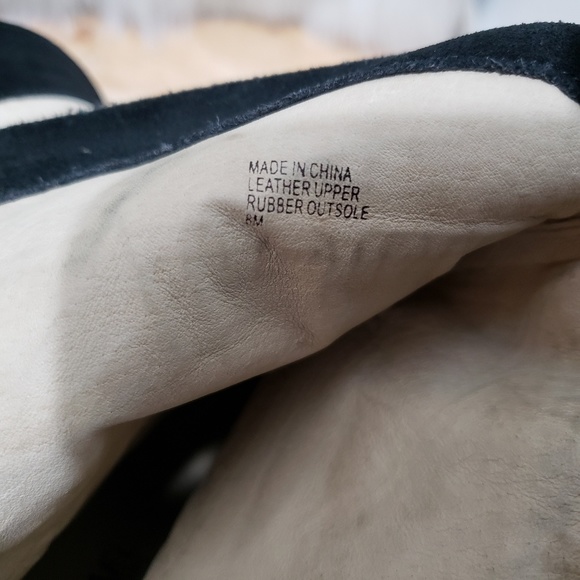 MADE IN CHINA
LEATHER UPPER
RUBBER OUTSOLE
8M